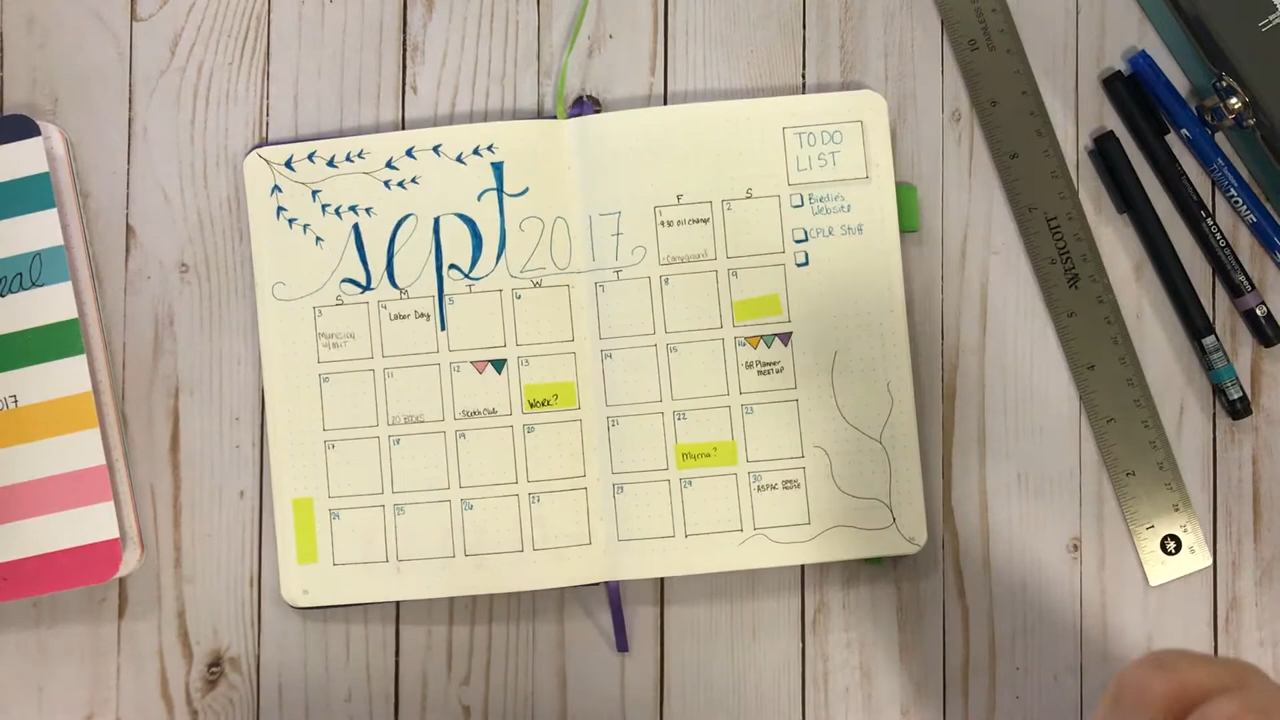 sept 2017
TO DO
LIST
Birdie's
Website
CPLR Stuff
F S
1 2
9:30 oil change
Campground
S M T W T
3 4 5 6 7 8 9
Labor Day
10 11 12 13 14 15 16
Sketch Club
WORK?
GR Planner
MEET UP
17 18 19 20 21 22 23
Myrna?
24 25 26 27 28 29 30
ASPAC OPEN
HOUSE
WESTCOTT
STAINLESS
TWINTONE
MONO drawing pen